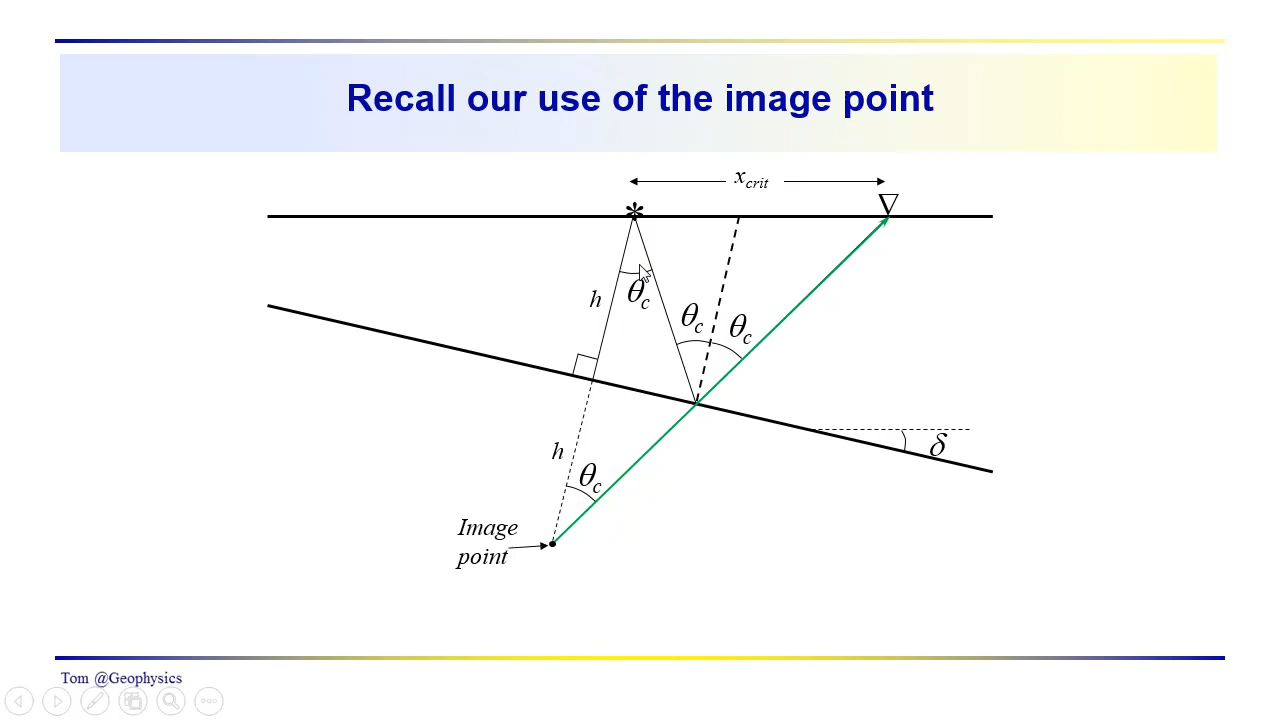 Recall our use of the image point
x_crit
*
h
θ_c
θ_c
θ_c
δ
h
θ_c
Image
point
Tom @Geophysics